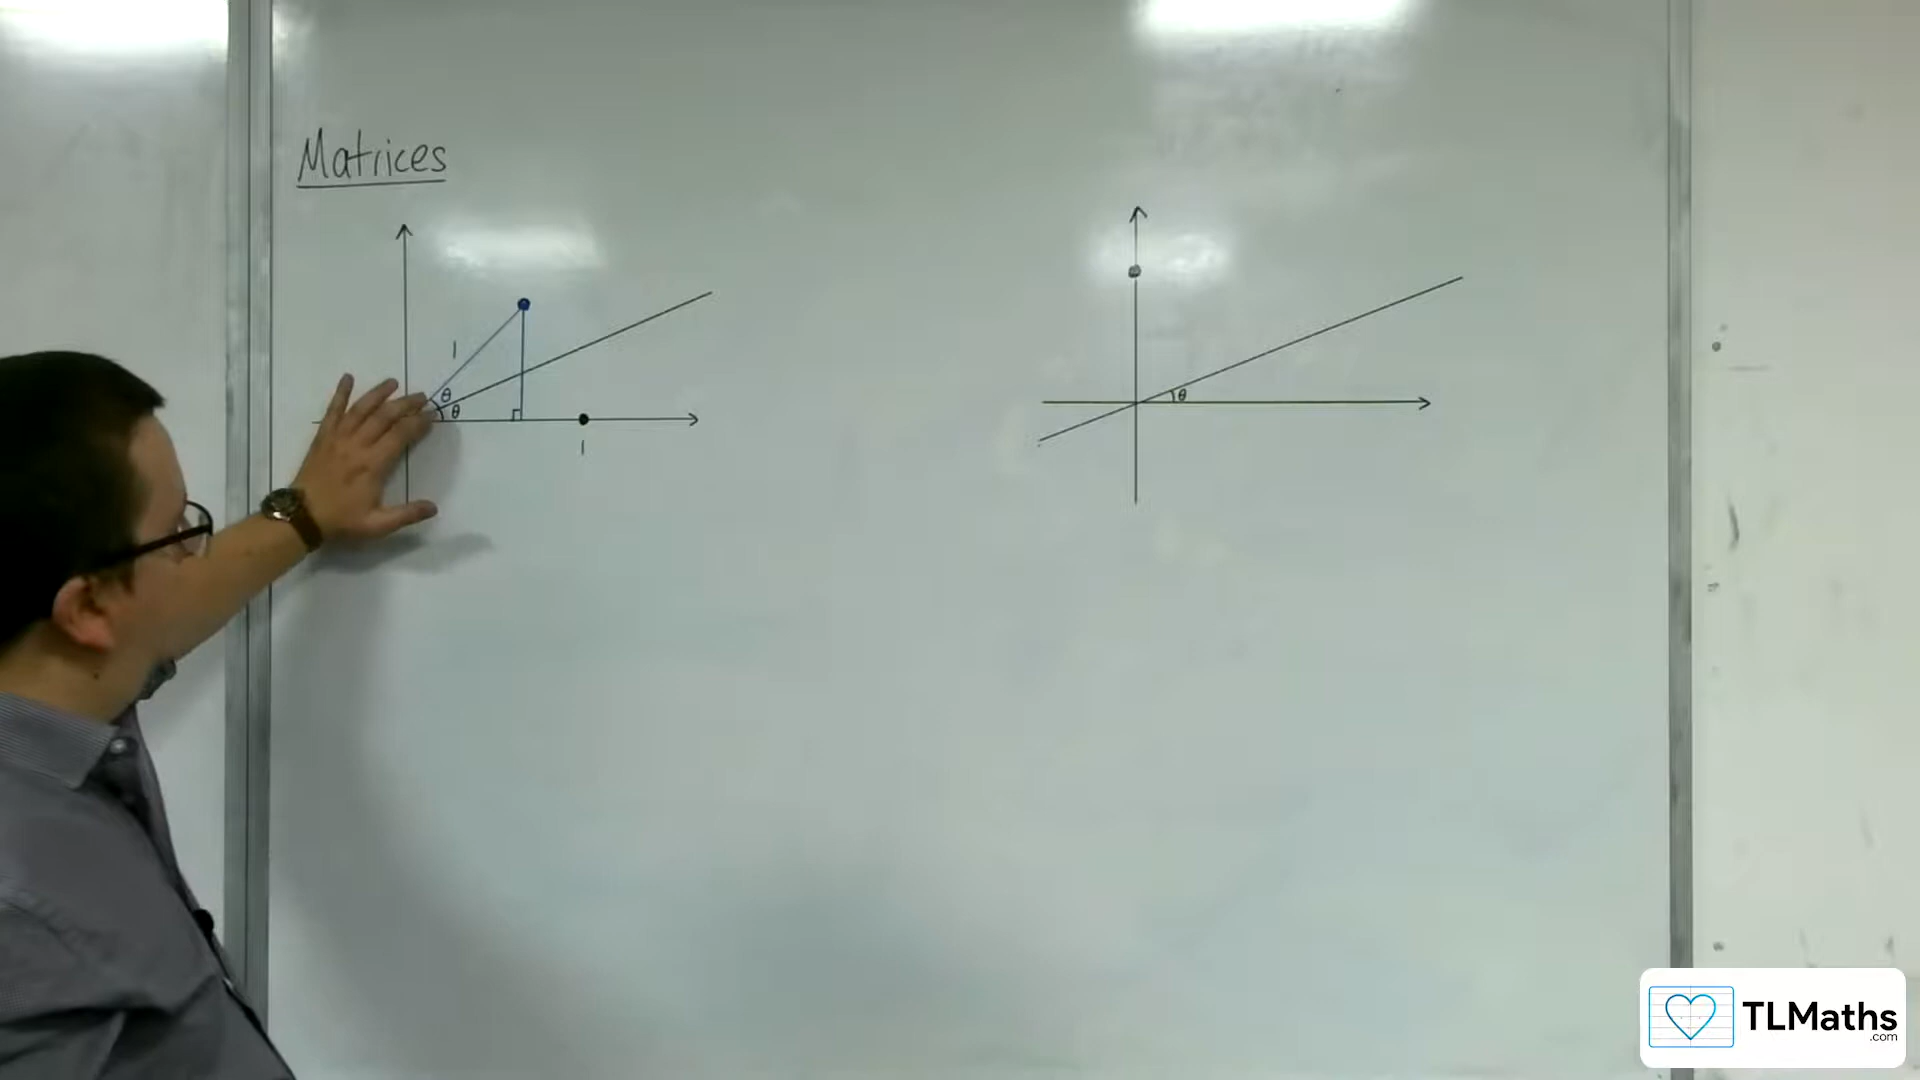 Matrices
1
θ
θ
1
θ
TLMaths
.com